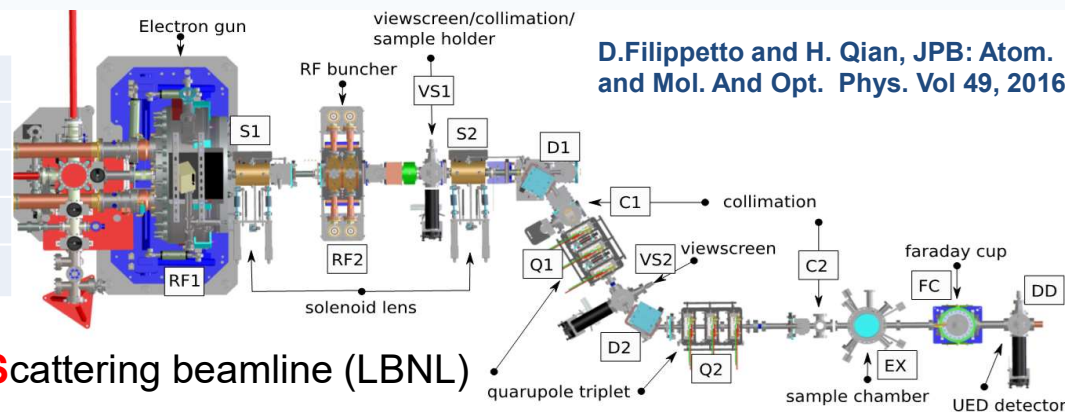 Electron gun
viewscreen/collimation/
sample holder
D.Filippetto and H. Qian, JPB: Atom.
and Mol. And Opt. Phys. Vol 49, 2016
RF buncher
VS1
S1
S2
D1
C1
collimation
Q1
VS2
viewscreen
C2
faraday cup
FC
DD
RF1
RF2
solenoid lens
D2
Q2
EX
Scattering beamline (LBNL)
quarupole triplet
sample chamber
UED detector